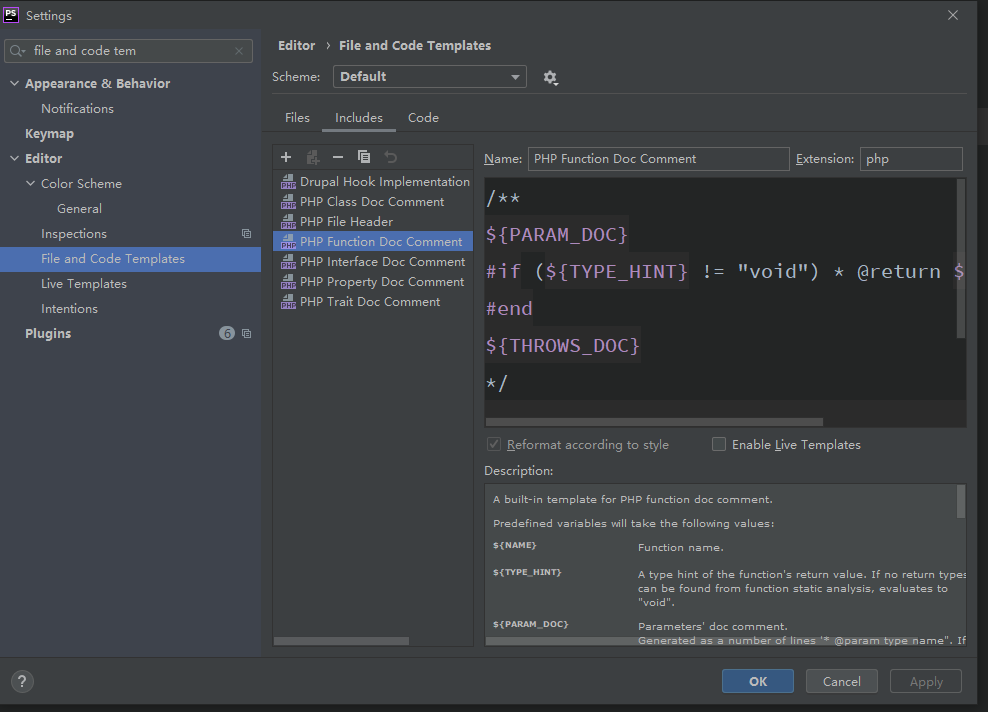 PS Settings
file and code tem
Appearance & Behavior
Notifications
Keymap
Editor
Color Scheme
General
Inspections
File and Code Templates
Live Templates
Intentions
Plugins 6
Editor › File and Code Templates
Scheme: Default
Files Includes Code
Drupal Hook Implementation
PHP Class Doc Comment
PHP File Header
PHP Function Doc Comment
PHP Interface Doc Comment
PHP Property Doc Comment
PHP Trait Doc Comment
Name: PHP Function Doc Comment Extension: php
/**
${PARAM_DOC}
#if (${TYPE_HINT} != "void") * @return $
#end
${THROWS_DOC}
*/
Reformat according to style Enable Live Templates
Description:
A built-in template for PHP function doc comment.
Predefined variables will take the following values:
${NAME} Function name.
${TYPE_HINT} A type hint of the function's return value. If no return types
can be found from function static analysis, evaluates to
"void".
${PARAM_DOC} Parameters' doc comment.
Generated as a number of lines '* @param type name". If
? OK Cancel Apply